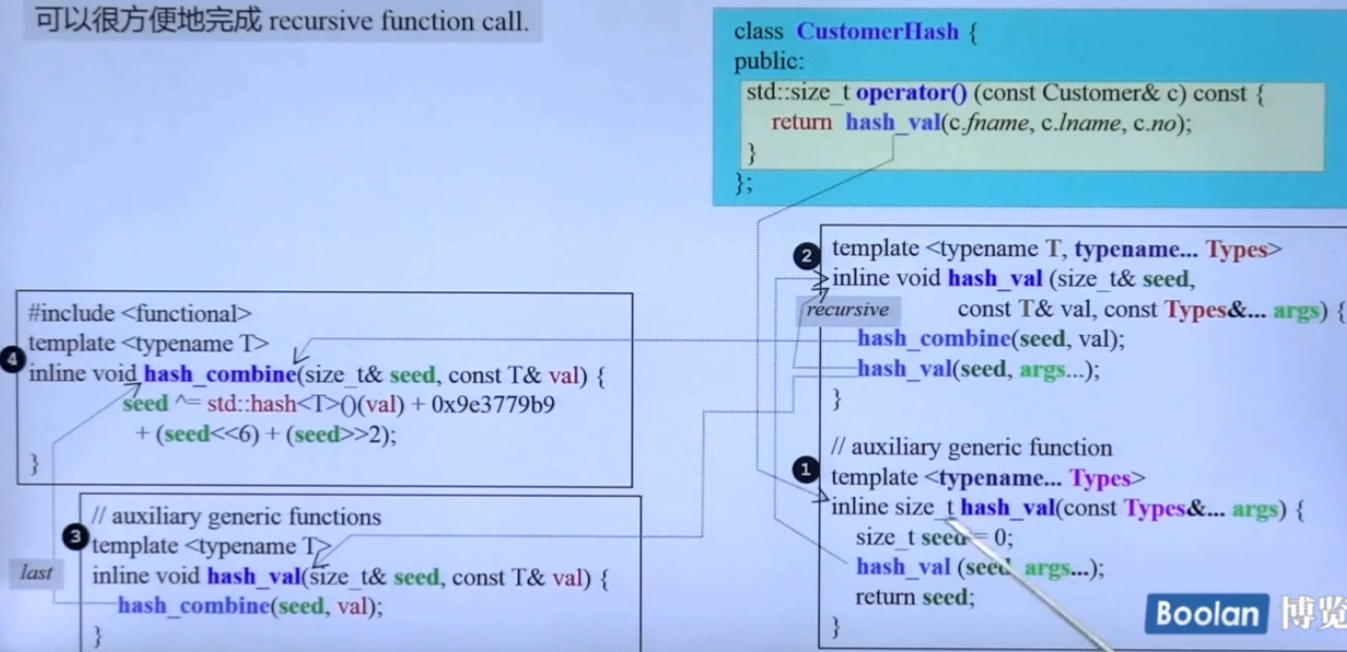 可以很方便地完成 recursive function call.
class CustomerHash {
public:
std::size_t operator() (const Customer& c) const {
return hash_val(c.fname, c.lname, c.no);
}
};
2
template <typename T, typename... Types>
inline void hash_val (size_t& seed,
recursive
const T& val, const Types&... args) {
hash_combine(seed, val);
hash_val(seed, args...);
}
// auxiliary generic function
1
template <typename... Types>
inline size_t hash_val(const Types&... args) {
size_t seed = 0;
hash_val (seed, args...);
return seed;
}
#include <functional>
template <typename T>
4
inline void hash_combine(size_t& seed, const T& val) {
seed ^= std::hash<T>()(val) + 0x9e3779b9
+ (seed<<6) + (seed>>2);
}
// auxiliary generic functions
3
template <typename T>
last
inline void hash_val(size_t& seed, const T& val) {
hash_combine(seed, val);
}
Boolan 博览